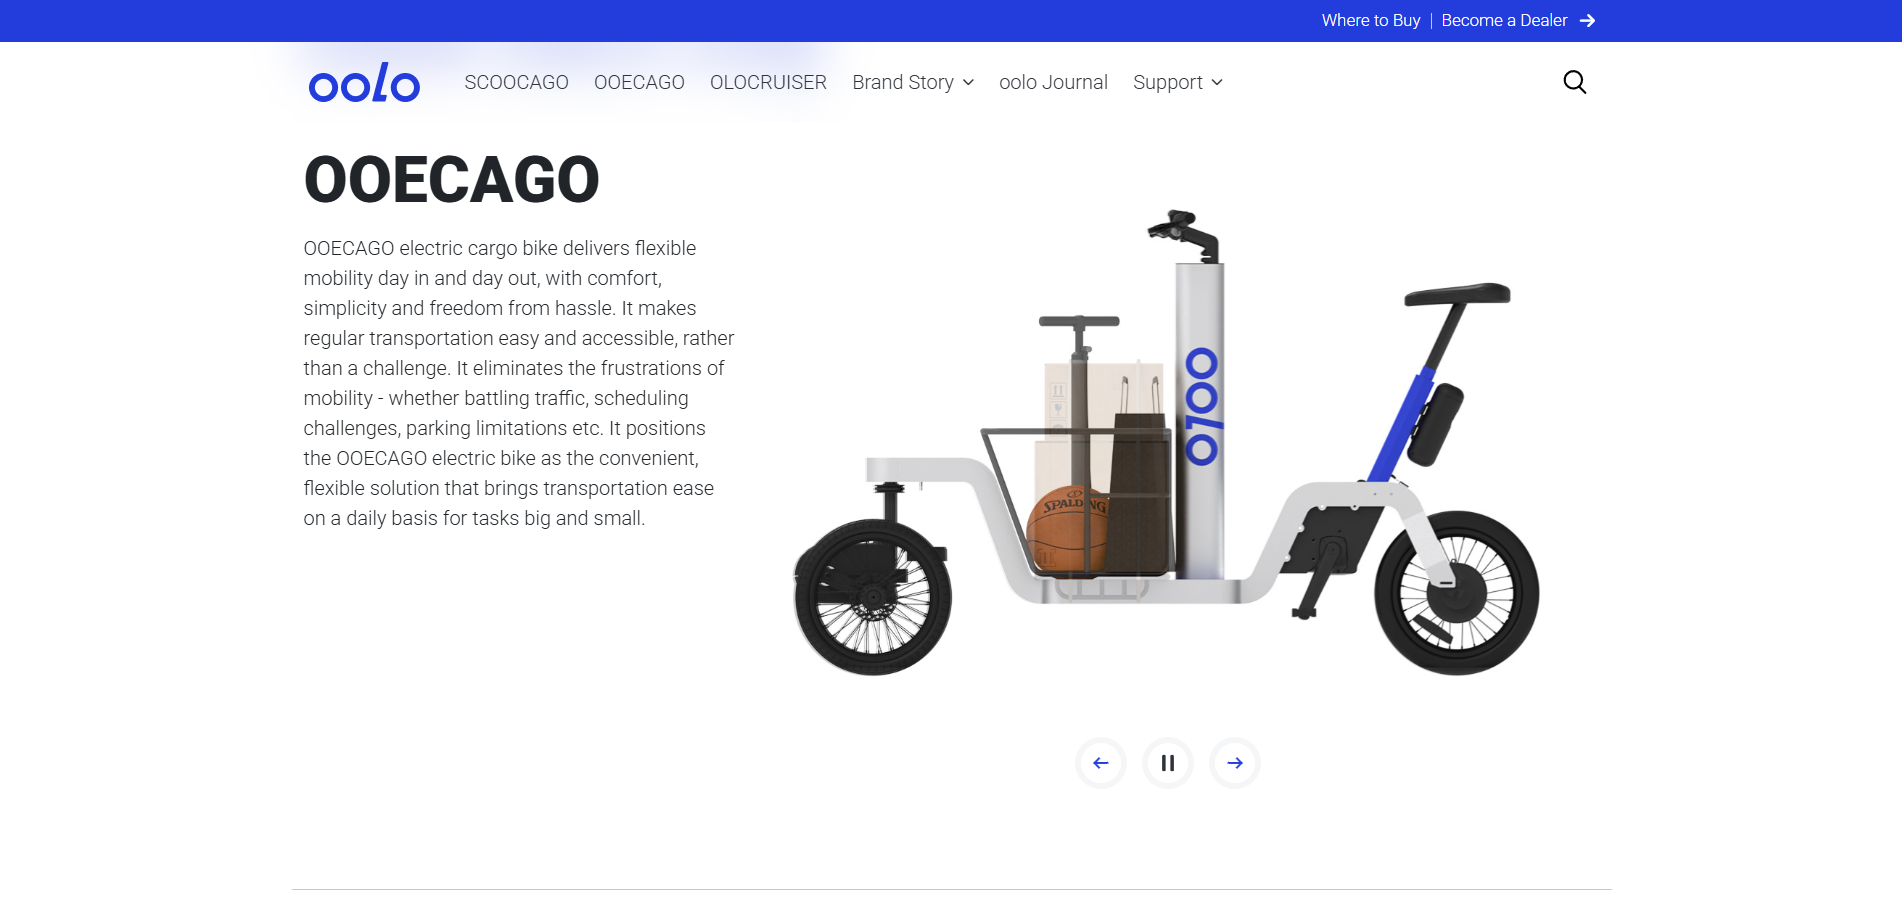 Where to Buy | Become a Dealer
oolo
SCOOCAGO OOECAGO OLOCRUISER Brand Story oolo Journal Support
OOECAGO
OOECAGO electric cargo bike delivers flexible
mobility day in and day out, with comfort,
simplicity and freedom from hassle. It makes
regular transportation easy and accessible, rather
than a challenge. It eliminates the frustrations of
mobility - whether battling traffic, scheduling
challenges, parking limitations etc. It positions
the OOECAGO electric bike as the convenient,
flexible solution that brings transportation ease
on a daily basis for tasks big and small.
oolo
SPALDING